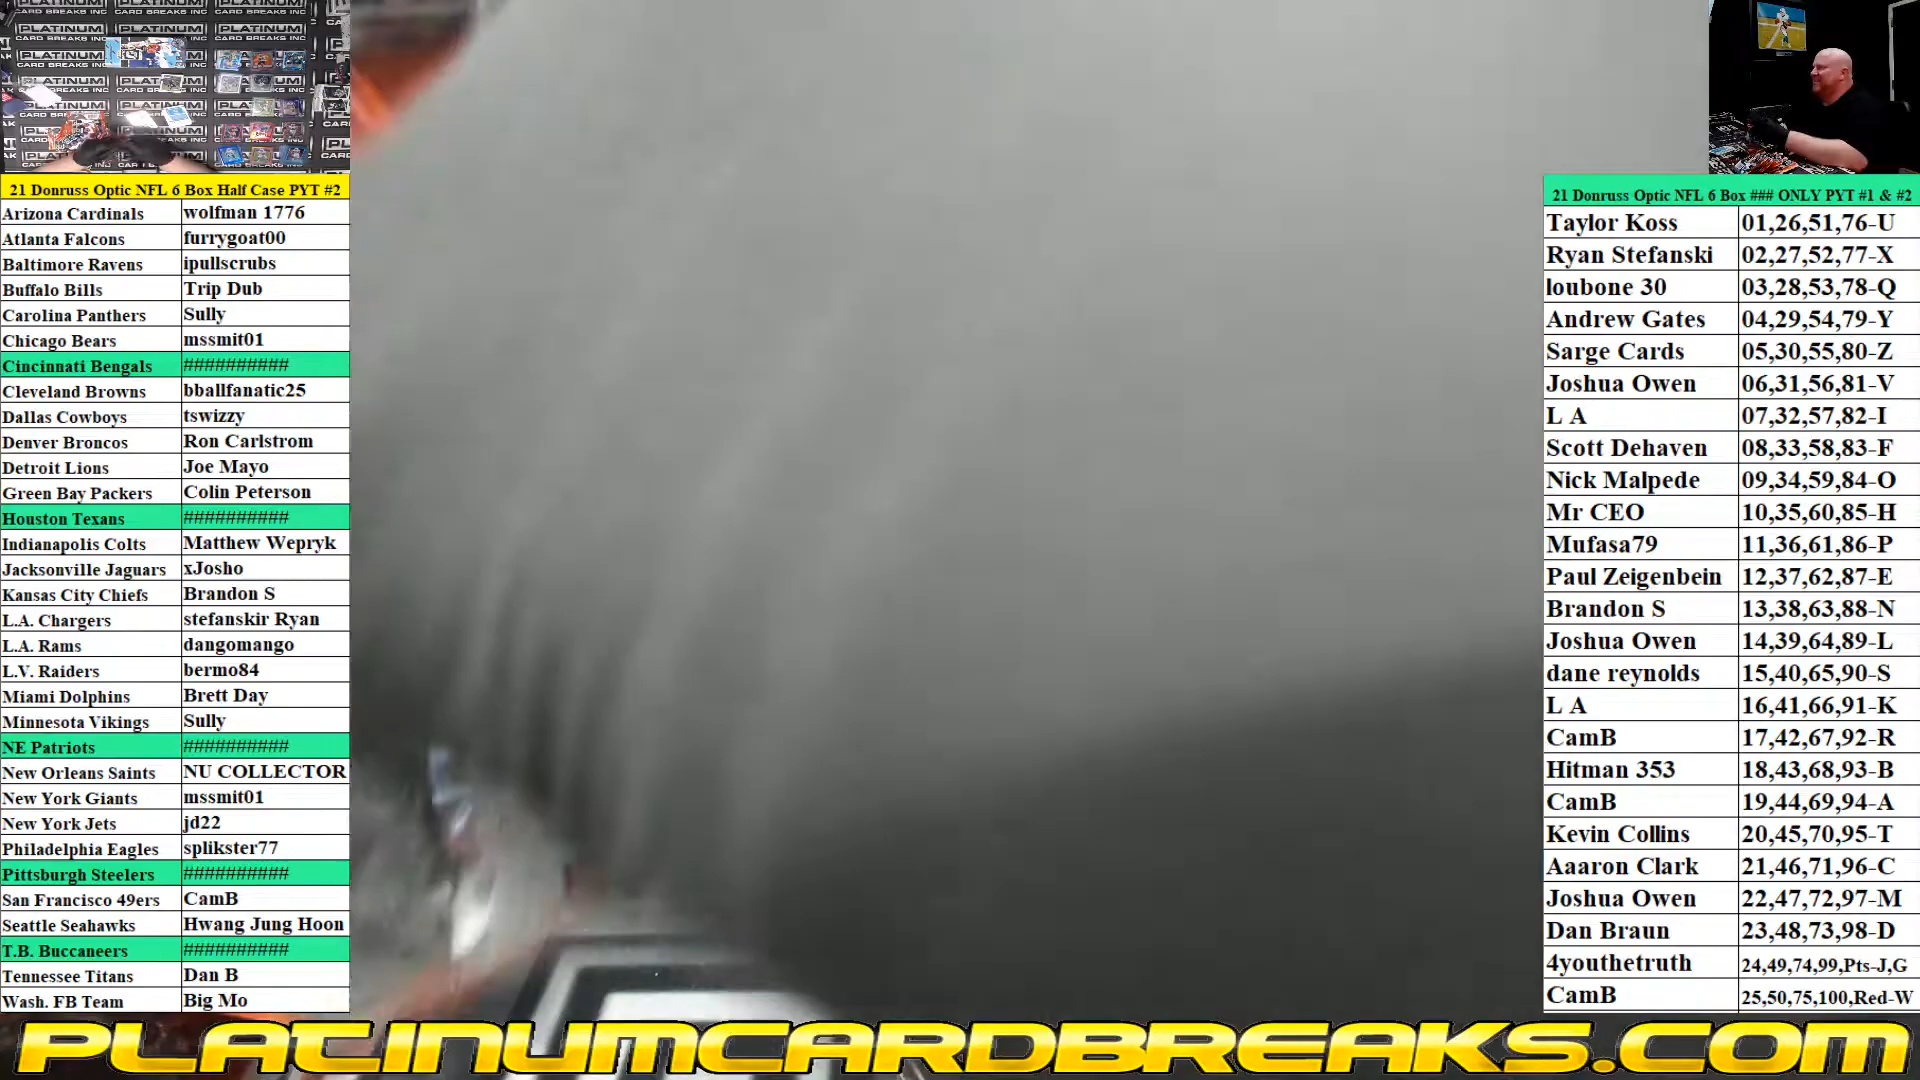 21 Donruss Optic NFL 6 Box Half Case PYT #2
Arizona Cardinals wolfman 1776
Atlanta Falcons furrygoat00
Baltimore Ravens ipullscrubs
Buffalo Bills Trip Dub
Carolina Panthers Sully
Chicago Bears mssmit01
Cincinnati Bengals ##########
Cleveland Browns bballfanatic25
Dallas Cowboys tswizzy
Denver Broncos Ron Carlstrom
Detroit Lions Joe Mayo
Green Bay Packers Colin Peterson
Houston Texans ##########
Indianapolis Colts Matthew Wepryk
Jacksonville Jaguars xJosho
Kansas City Chiefs Brandon S
L.A. Chargers stefanskir Ryan
L.A. Rams dangomango
L.V. Raiders bermo84
Miami Dolphins Brett Day
Minnesota Vikings Sully
NE Patriots ##########
New Orleans Saints NU COLLECTOR
New York Giants mssmit01
New York Jets jd22
Philadelphia Eagles splikster77
Pittsburgh Steelers ##########
San Francisco 49ers CamB
Seattle Seahawks Hwang Jung Hoon
T.B. Buccaneers ##########
Tennessee Titans Dan B
Wash. FB Team Big Mo
21 Donruss Optic NFL 6 Box ### ONLY PYT #1 & #2
Taylor Koss 01,26,51,76-U
Ryan Stefanski 02,27,52,77-X
loubone 30 03,28,53,78-Q
Andrew Gates 04,29,54,79-Y
Sarge Cards 05,30,55,80-Z
Joshua Owen 06,31,56,81-V
L A 07,32,57,82-I
Scott Dehaven 08,33,58,83-F
Nick Malpede 09,34,59,84-O
Mr CEO 10,35,60,85-H
Mufasa79 11,36,61,86-P
Paul Zeigenbein 12,37,62,87-E
Brandon S 13,38,63,88-N
Joshua Owen 14,39,64,89-L
dane reynolds 15,40,65,90-S
L A 16,41,66,91-K
CamB 17,42,67,92-R
Hitman 353 18,43,68,93-B
CamB 19,44,69,94-A
Kevin Collins 20,45,70,95-T
Aaaron Clark 21,46,71,96-C
Joshua Owen 22,47,72,97-M
Dan Braun 23,48,73,98-D
4youthetruth 24,49,74,99,Pts-J,G
CamB 25,50,75,100,Red-W
PLATINUMCARDBREAKS.COM